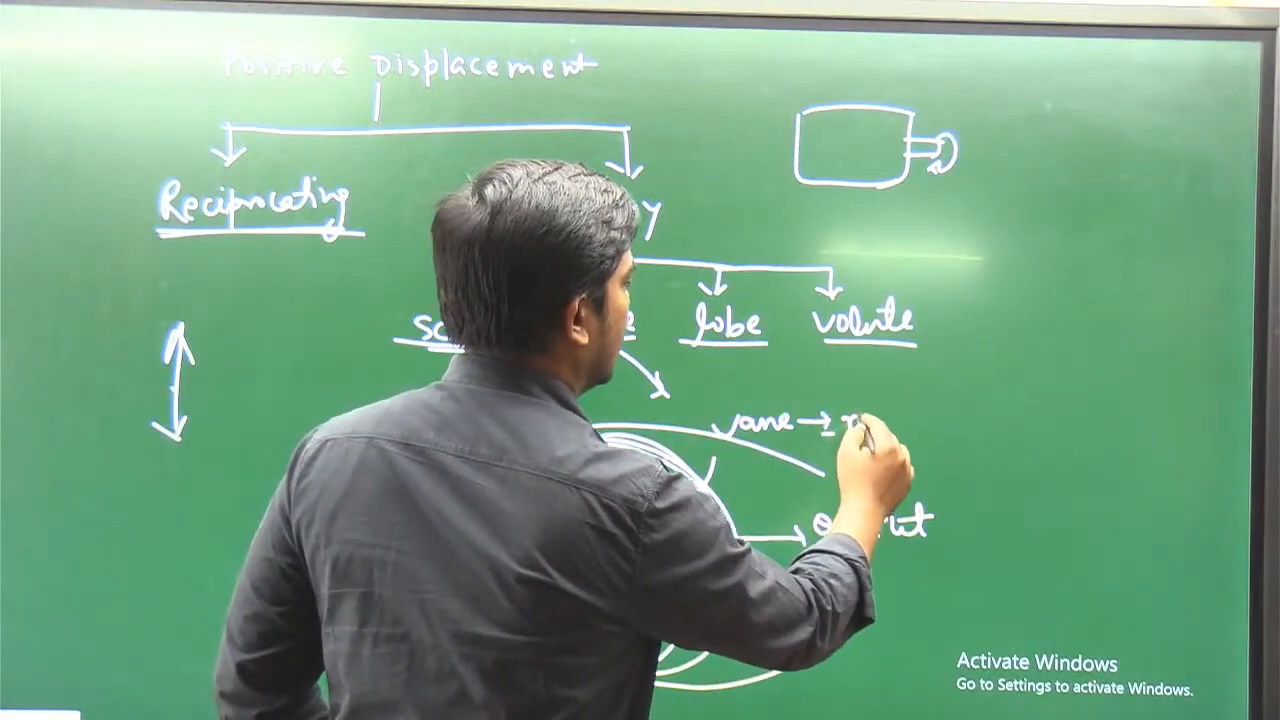 Positive Displacement
Reciprocating
Lobe volute
vane →
Activate Windows
Go to Settings to activate Windows.